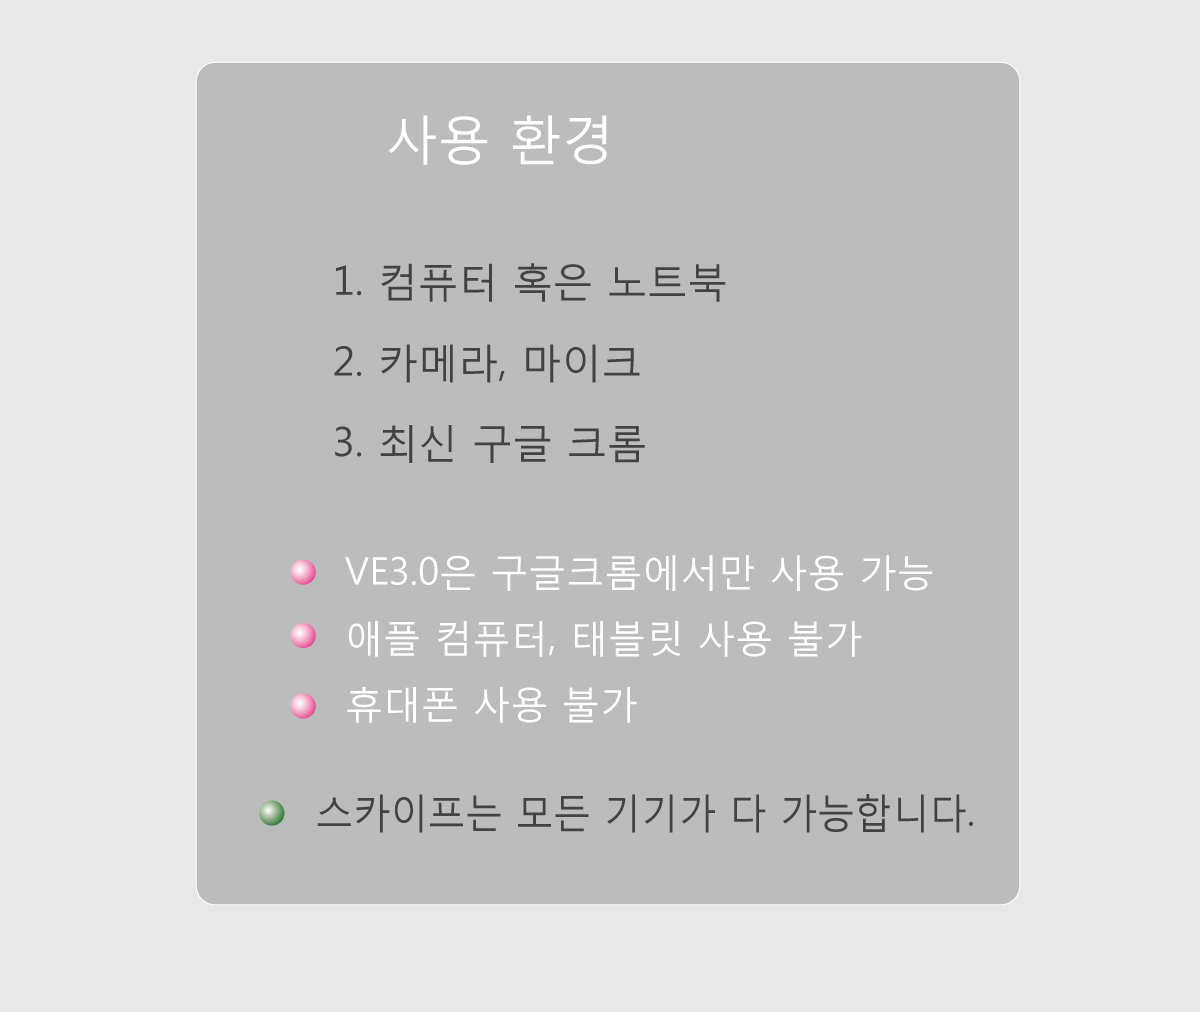 사용 환경
1. 컴퓨터 혹은 노트북
2. 카메라, 마이크
3. 최신 구글 크롬
VE3.0은 구글크롬에서만 사용 가능
애플 컴퓨터, 태블릿 사용 불가
휴대폰 사용 불가
스카이프는 모든 기기가 다 가능합니다.